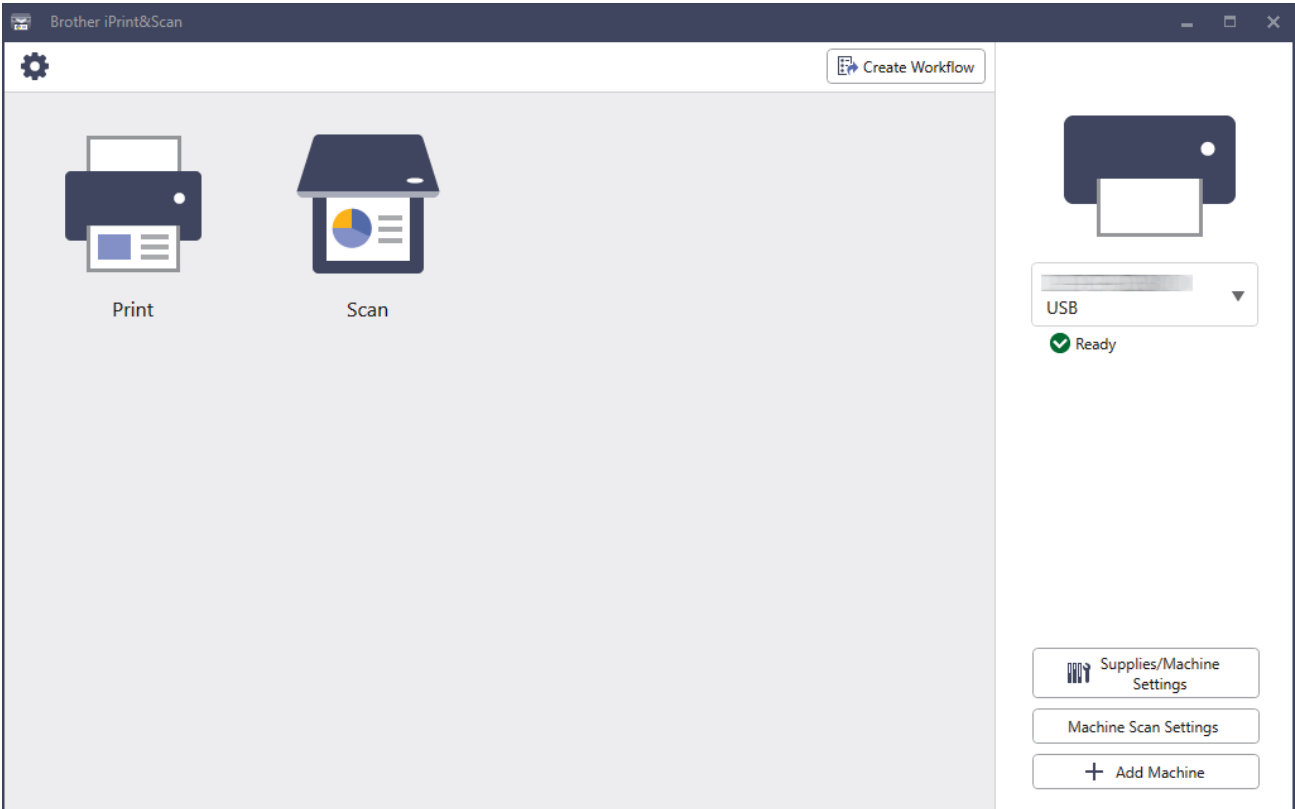 Brother iPrint&Scan
Create Workflow
Print
Scan
USB
Ready
Supplies/Machine
Settings
Machine Scan Settings
Add Machine